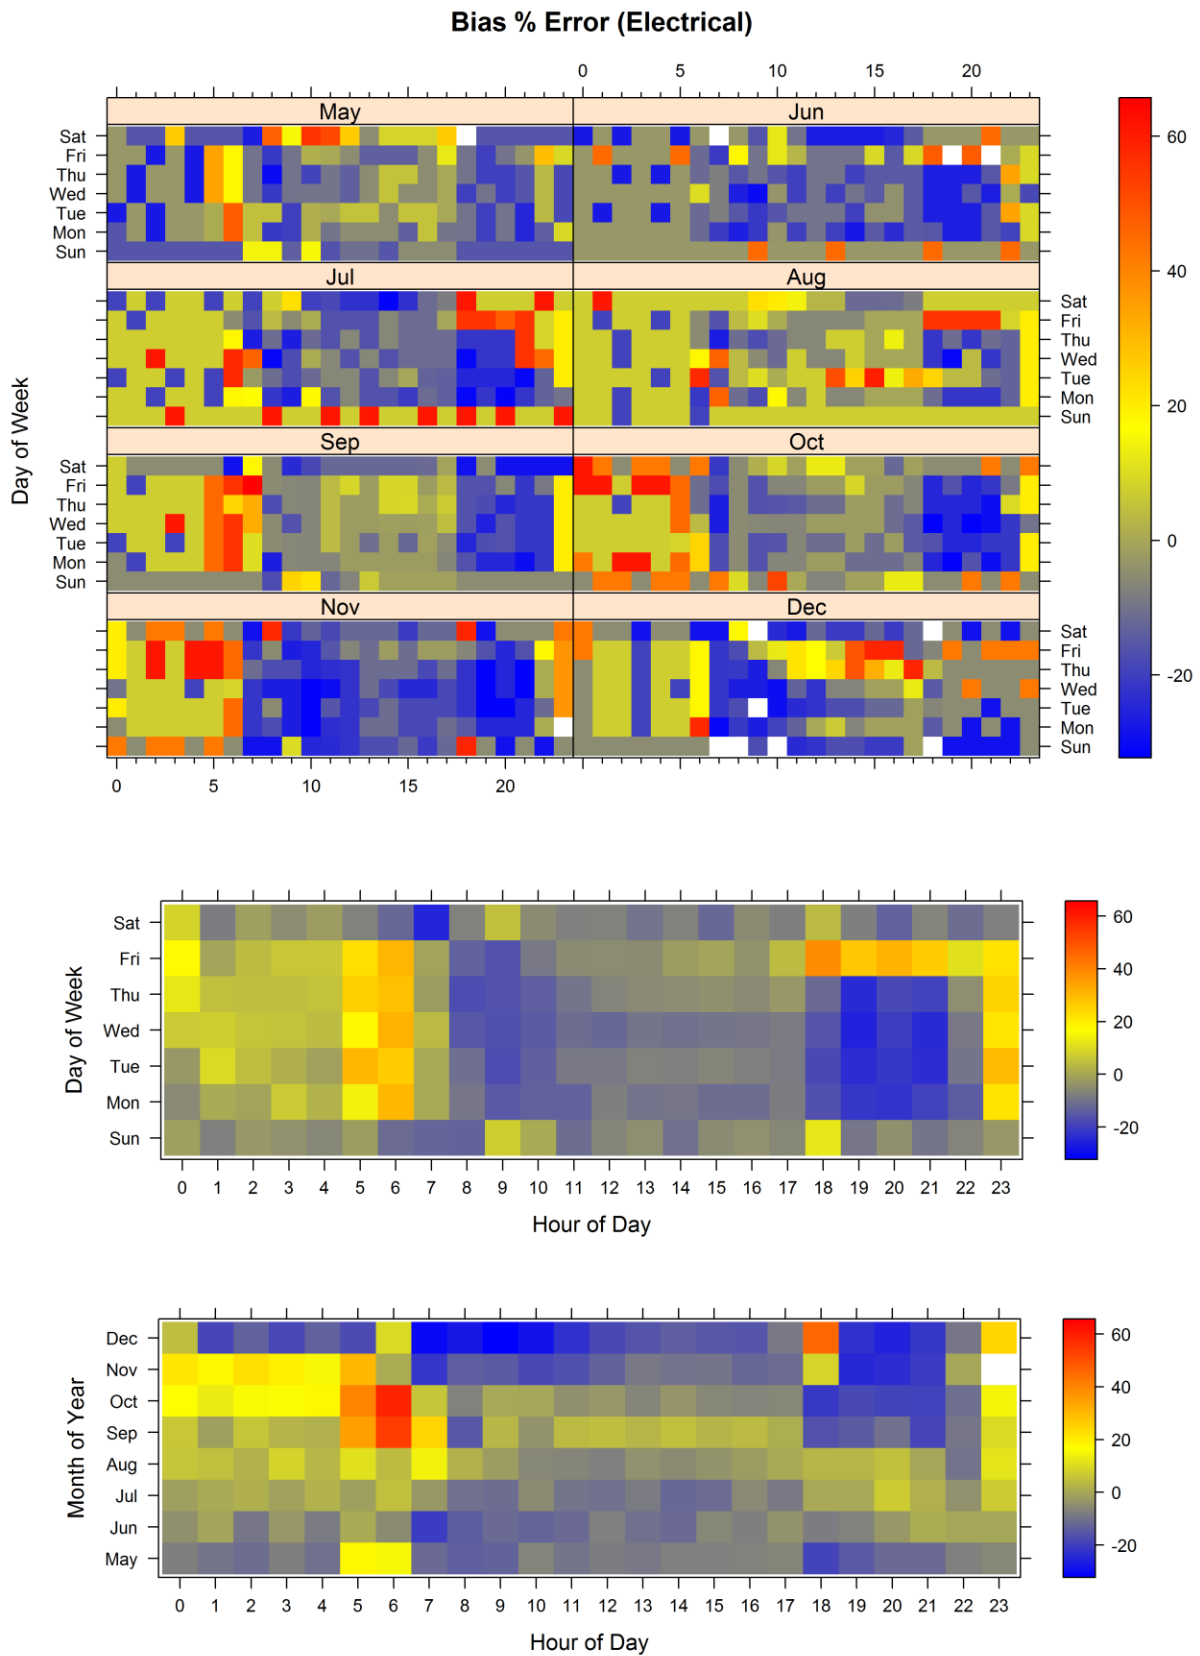 Bias % Error (Electrical)
0 5 10 15 20
May Jun
Sat
Fri
Thu
Wed
Tue
Mon
Sun
Jul Aug
Sat
Fri
Thu
Wed
Tue
Mon
Sun
Sep Oct
Sat
Fri
Thu
Wed
Tue
Mon
Sun
Nov Dec
Sat
Fri
Thu
Wed
Tue
Mon
Sun
0 5 10 15 20
Day of Week
60
40
20
0
-20
Sat
Fri
Thu
Wed
Tue
Mon
Sun
0 1 2 3 4 5 6 7 8 9 10 11 12 13 14 15 16 17 18 19 20 21 22 23
Hour of Day
Day of Week
60
40
20
0
-20
Dec
Nov
Oct
Sep
Aug
Jul
Jun
May
0 1 2 3 4 5 6 7 8 9 10 11 12 13 14 15 16 17 18 19 20 21 22 23
Hour of Day
Month of Year
60
40
20
0
-20